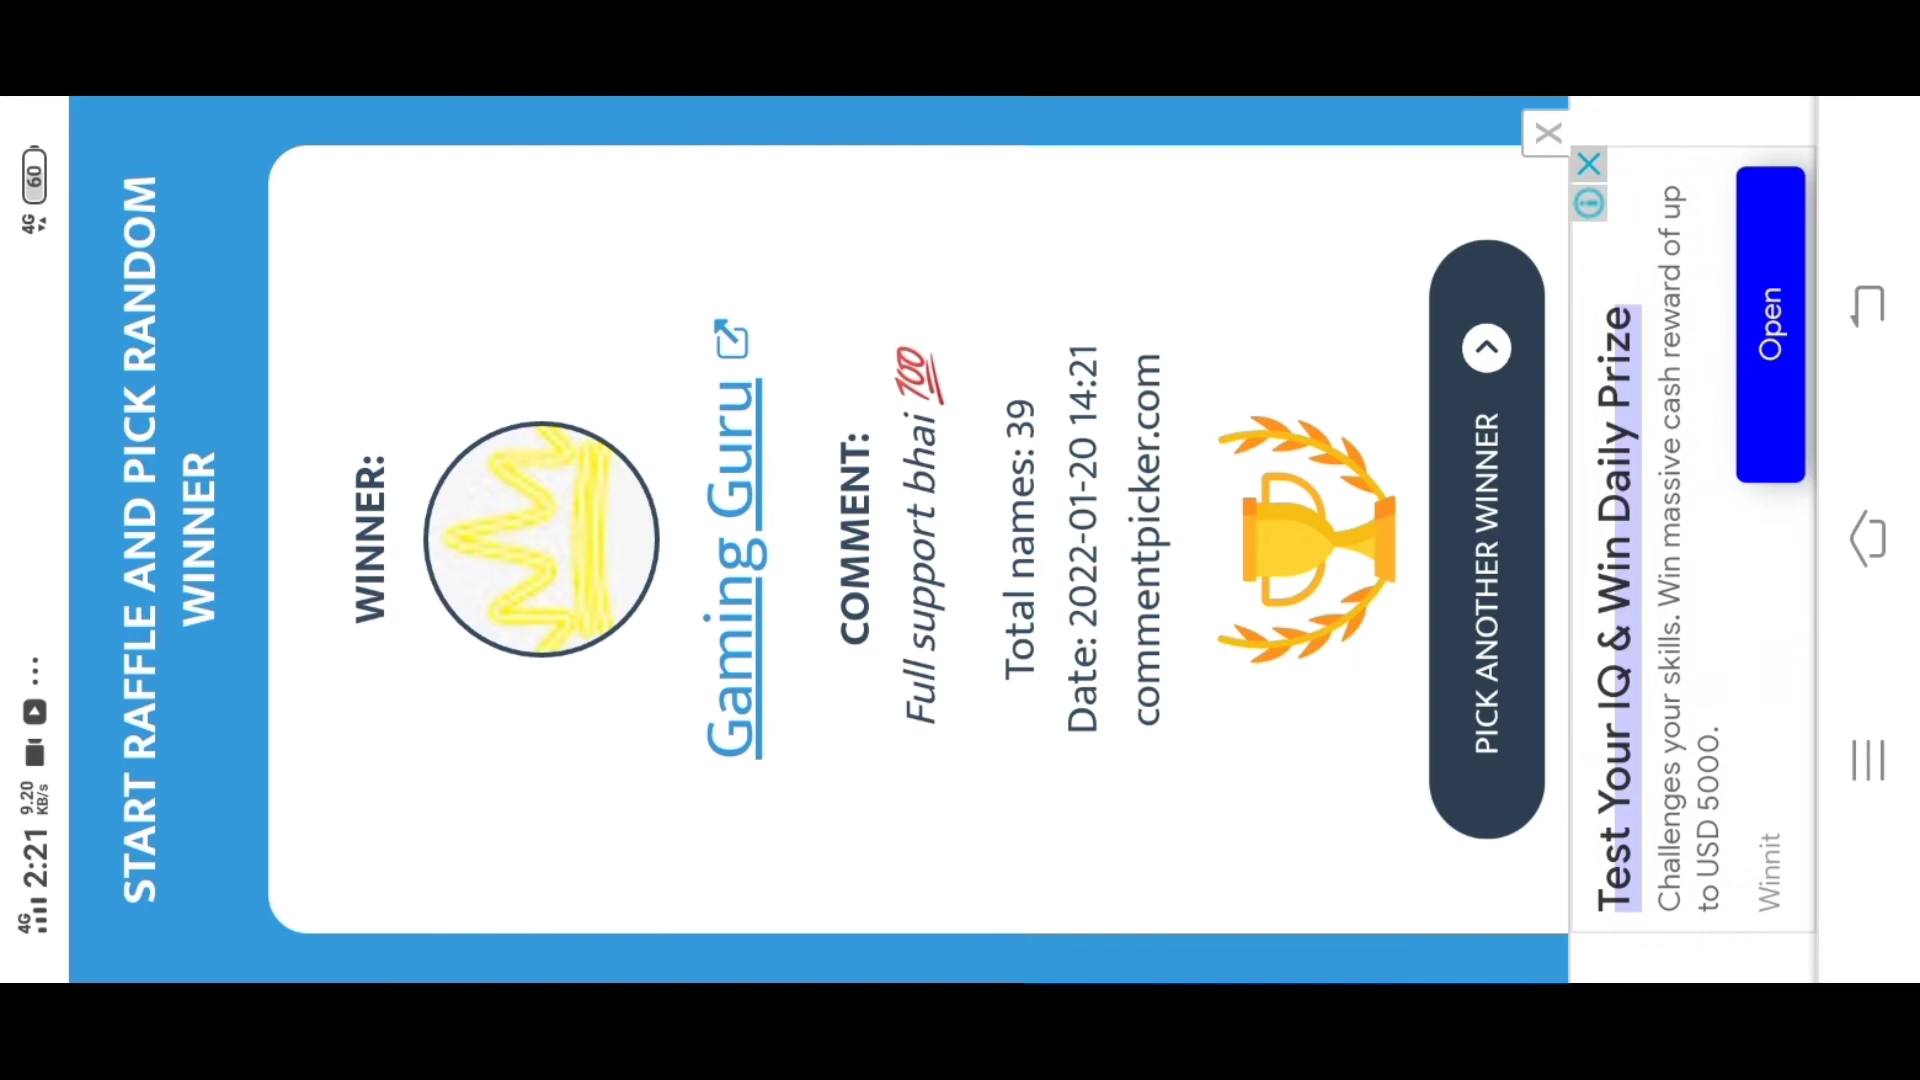 4G 2:21 9.20 KB/s ... 4G 60
START RAFFLE AND PICK RANDOM
WINNER
WINNER:
Gaming Guru
COMMENT:
Full support bhai 💯
Total names: 39
Date: 2022-01-20 14:21
commentpicker.com
PICK ANOTHER WINNER
Test Your IQ & Win Daily Prize
Challenges your skills. Win massive cash reward of up
to USD 5000.
Winnit
Open